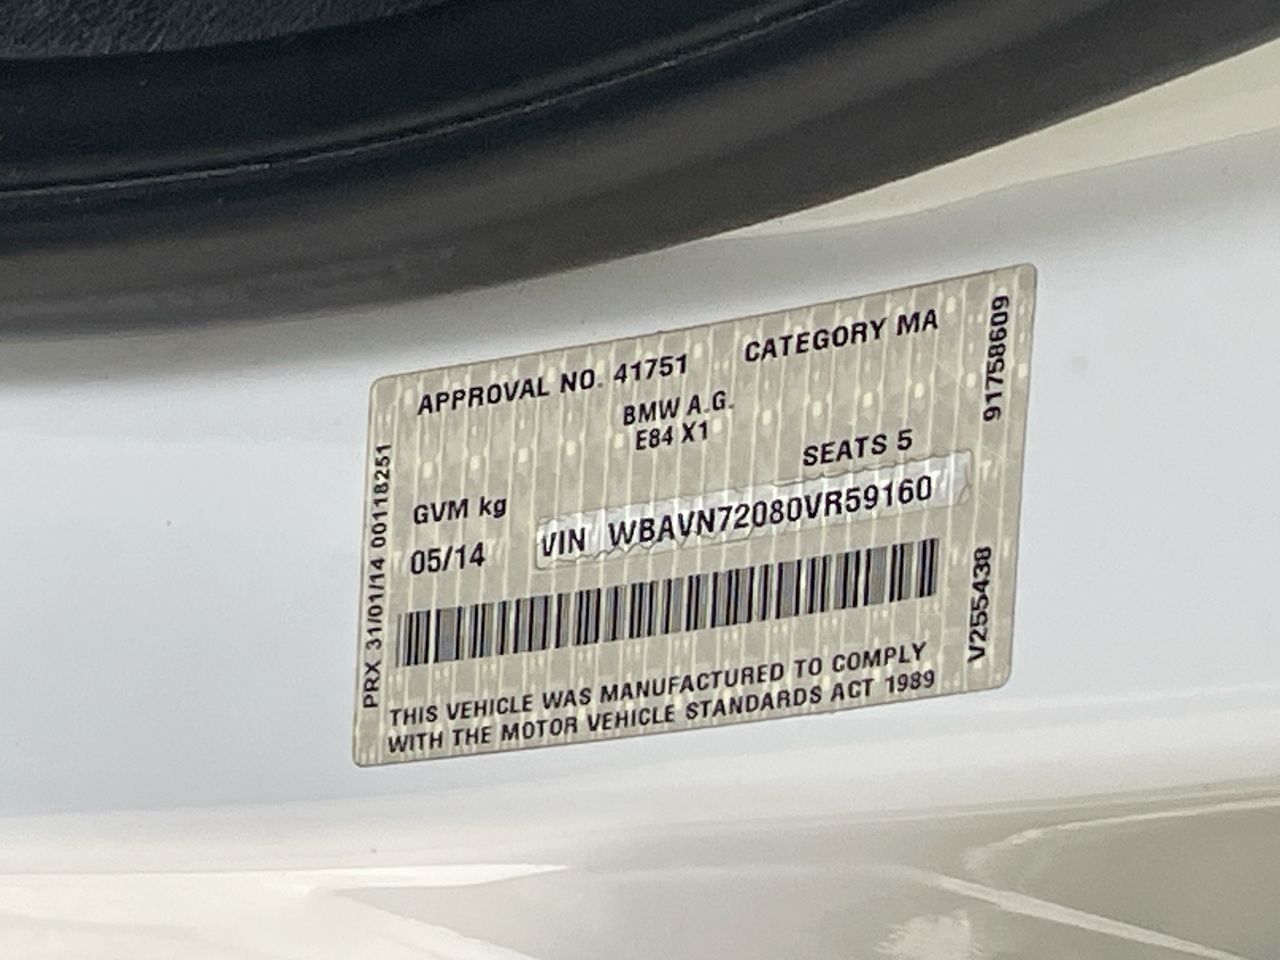 APPROVAL NO. 41751 CATEGORY MA
BMW A.G.
E84 X1
SEATS 5
GVM kg
VIN WBAVN72080VR59160
05/14
THIS VEHICLE WAS MANUFACTURED TO COMPLY
WITH THE MOTOR VEHICLE STANDARDS ACT 1989
PRX 31/01/14 00118251
91758609
V255438